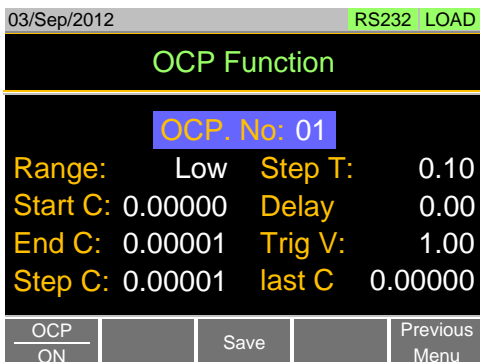 03/Sep/2012 RS232 LOAD
OCP Function
OCP. No: 01
Range: Low Step T: 0.10
Start C: 0.00000 Delay 0.00
End C: 0.00001 Trig V: 1.00
Step C: 0.00001 last C 0.00000
OCP Save Previous
ON Menu